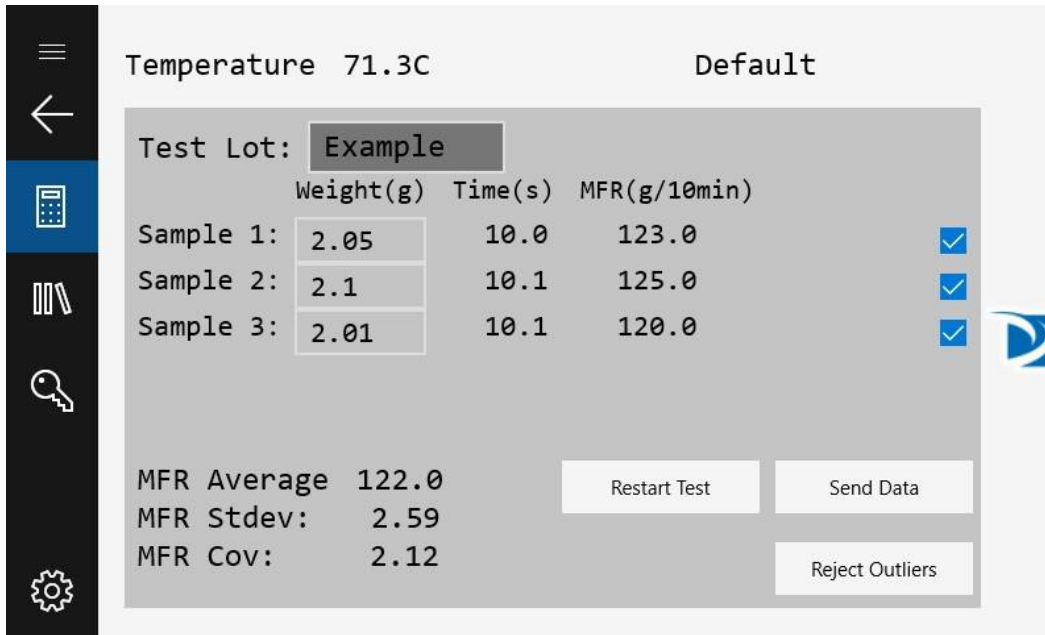 Temperature 71.3C Default
Test Lot: Example
Weight(g) Time(s) MFR(g/10min)
Sample 1: 2.05 10.0 123.0
Sample 2: 2.1 10.1 125.0
Sample 3: 2.01 10.1 120.0
MFR Average 122.0 Restart Test Send Data
MFR Stdev: 2.59
MFR Cov: 2.12 Reject Outliers